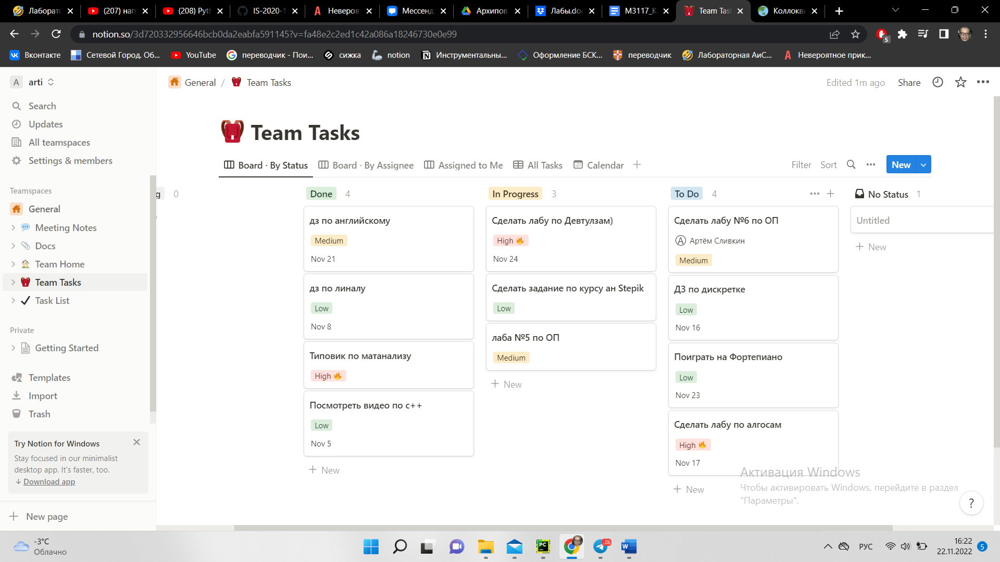 Лаборато
(207) нап
(208) Pyth
IS-2020-1
Невероят
Мессенд
Архипов
Лабы.doc
M3117_К
Team Tas
Коллокви
notion.so/3d720332956646bcb0da2eabfa591145?v=fa48e2c2ed1c42a086a18246730e0e99
5
Вконтакте
Сетевой Город. Об...
YouTube
переводчик - Пои...
сижка
notion
Инструментальны...
Оформление БСК...
переводчик
Лабораторная АиС...
Невероятное прик...
A arti
General / Team Tasks
Edited 1m ago
Share
Search
Updates
All teamspaces
Settings & members
Teamspaces
General
Meeting Notes
Docs
Team Home
Team Tasks
Task List
Private
Getting Started
Templates
Import
Trash
Try Notion for Windows
Stay focused in our minimalist
desktop app. It's faster, too.
↓ Download app
New page
Team Tasks
Board · By Status
Board · By Assignee
Assigned to Me
All Tasks
Calendar
Filter
Sort
New
g 0
Done 4
дз по английскому
Medium
Nov 21
дз по линалу
Low
Nov 8
Типовик по матанализу
High 🔥
Посмотреть видео по с++
Low
Nov 5
+ New
In Progress 3
Сделать лабу по Девтулзам)
High 🔥
Nov 24
Сделать задание по курсу ан Stepik
Low
лаба №5 по ОП
Medium
+ New
To Do 4
Сделать лабу №6 по ОП
A Артём Сливкин
Medium
ДЗ по дискретке
Low
Nov 16
Поиграть на Фортепиано
Low
Nov 23
Сделать лабу по алгосам
High 🔥
Nov 17
+ New
No Status 1
Untitled
+ New
Активация Windows
Чтобы активировать Windows, перейдите в раздел
"Параметры".
?
-3°C
Облачно
PC
..06
W
РУС
16:22
22.11.2022
5